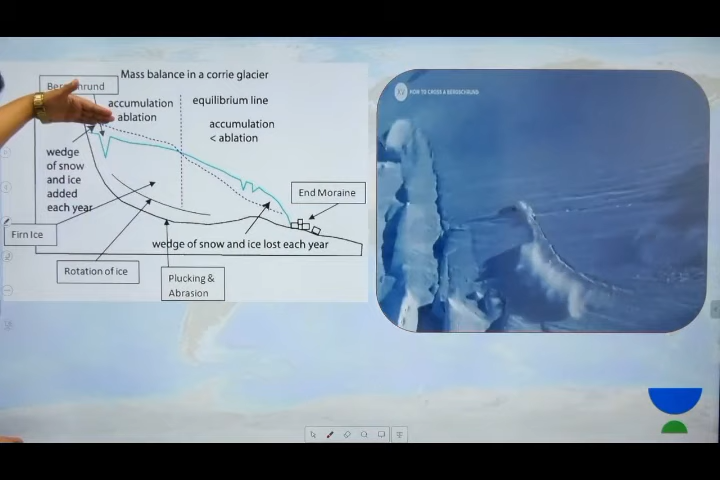 Mass balance in a corrie glacier
accumulation
ablation
equilibrium line
accumulation
< ablation
wedge
of snow
and ice
added
each year
End Moraine
Firn Ice
wedge of snow and ice lost each year
Rotation of ice
Plucking &
Abrasion
HOW TO CROSS A BERGSCHRUND